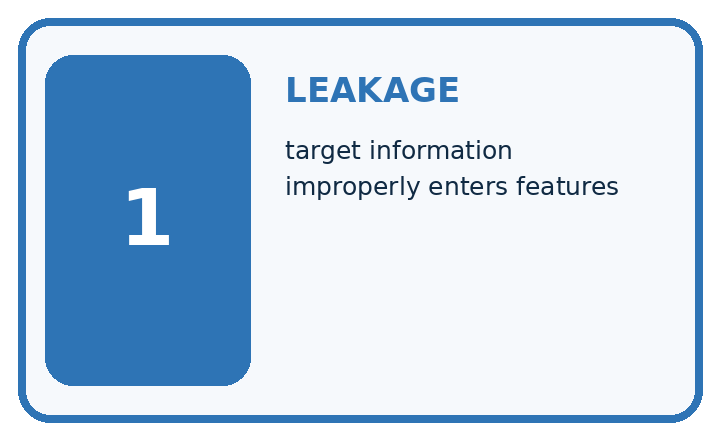 1
LEAKAGE
target information
improperly enters features